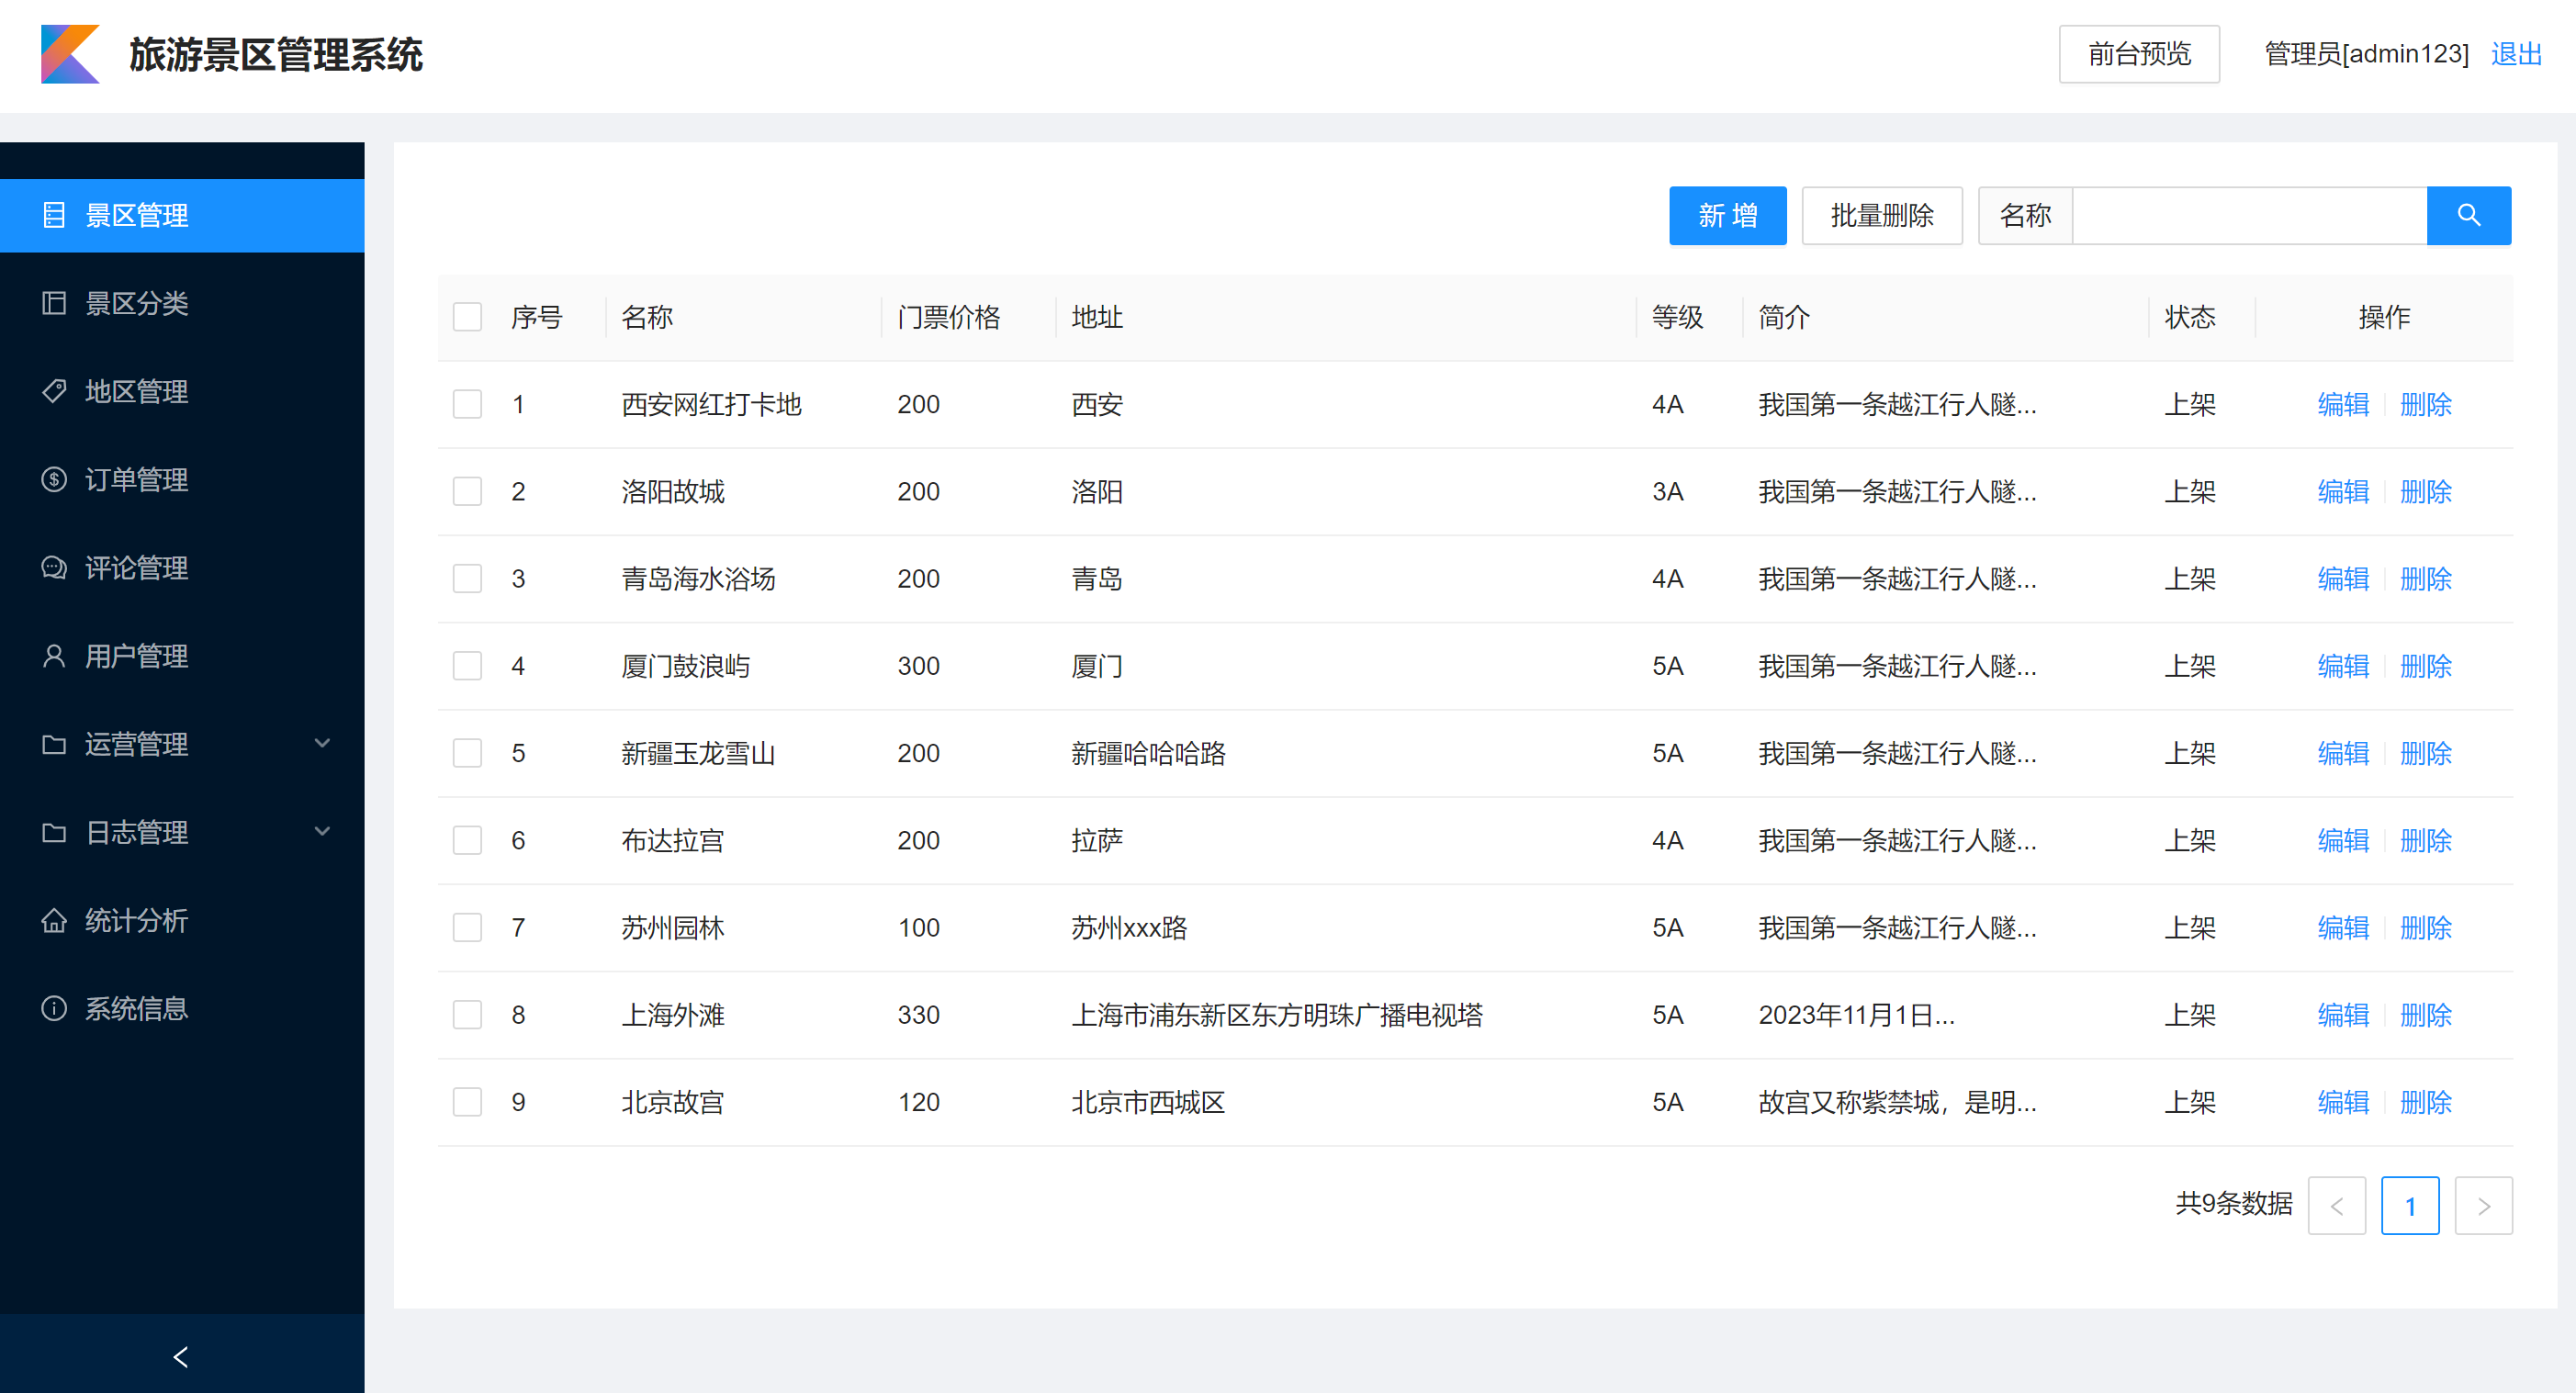 旅游景区管理系统
前台预览 管理员[admin123] 退出
景区管理
景区分类
地区管理
订单管理
评论管理
用户管理
运营管理
日志管理
统计分析
系统信息
新 增 批量删除 名称
序号 名称 门票价格 地址 等级 简介 状态 操作
1 西安网红打卡地 200 西安 4A 我国第一条越江行人隧... 上架 编辑 删除
2 洛阳故城 200 洛阳 3A 我国第一条越江行人隧... 上架 编辑 删除
3 青岛海水浴场 200 青岛 4A 我国第一条越江行人隧... 上架 编辑 删除
4 厦门鼓浪屿 300 厦门 5A 我国第一条越江行人隧... 上架 编辑 删除
5 新疆玉龙雪山 200 新疆哈哈哈路 5A 我国第一条越江行人隧... 上架 编辑 删除
6 布达拉宫 200 拉萨 4A 我国第一条越江行人隧... 上架 编辑 删除
7 苏州园林 100 苏州xxx路 5A 我国第一条越江行人隧... 上架 编辑 删除
8 上海外滩 330 上海市浦东新区东方明珠广播电视塔 5A 2023年11月1日... 上架 编辑 删除
9 北京故宫 120 北京市西城区 5A 故宫又称紫禁城，是明... 上架 编辑 删除
共9条数据 < 1 >